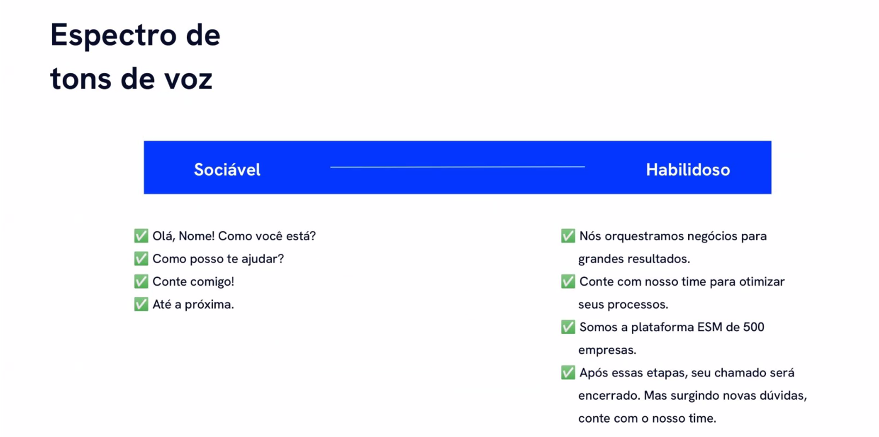 Espectro de
tons de voz
Sociável
Habilidoso
✅ Olá, Nome! Como você está?
✅ Como posso te ajudar?
✅ Conte comigo!
✅ Até a próxima.
✅ Nós orquestramos negócios para
grandes resultados.
✅ Conte com nosso time para otimizar
seus processos.
✅ Somos a plataforma ESM de 500
empresas.
✅ Após essas etapas, seu chamado será
encerrado. Mas surgindo novas dúvidas,
conte com o nosso time.